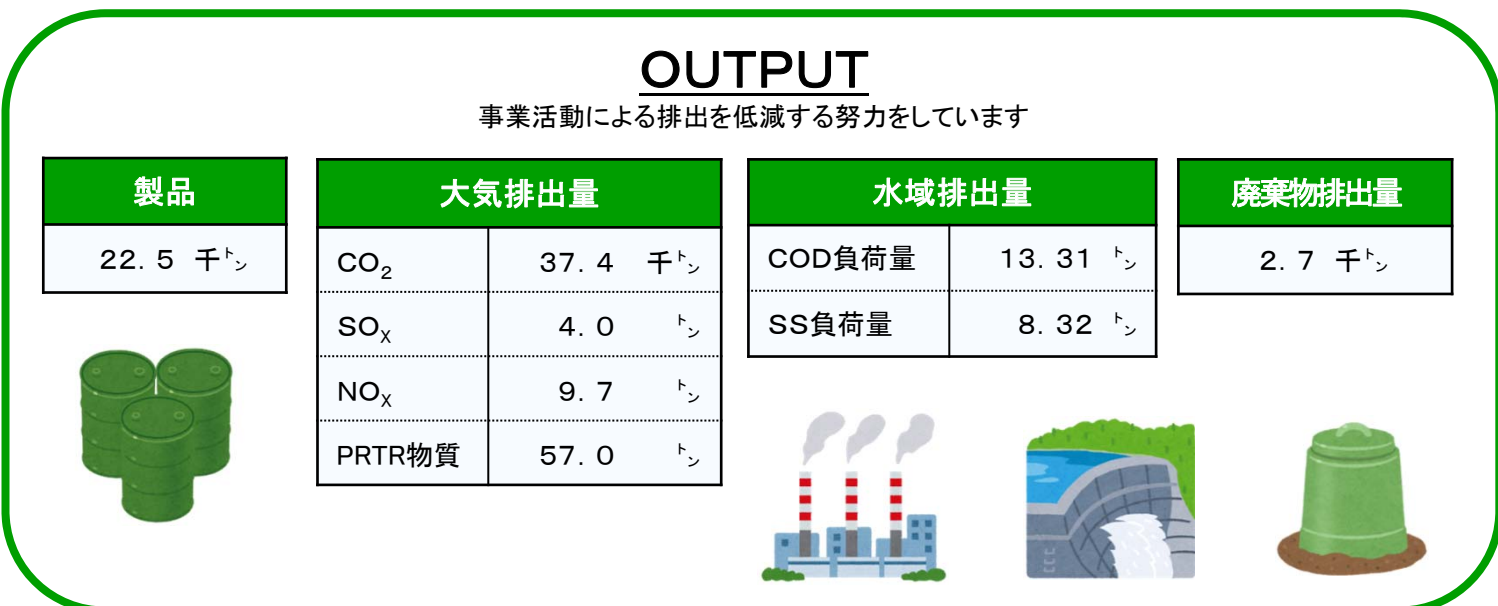 OUTPUT
事業活動による排出を低減する努力をしています
製品
22.5 千トン
大気排出量
CO₂ 37.4 千トン
SOX 4.0 トン
NOX 9.7 トン
PRTR物質 57.0 トン
水域排出量
COD負荷量 13.31 トン
SS負荷量 8.32 トン
廃棄物排出量
2.7 千トン